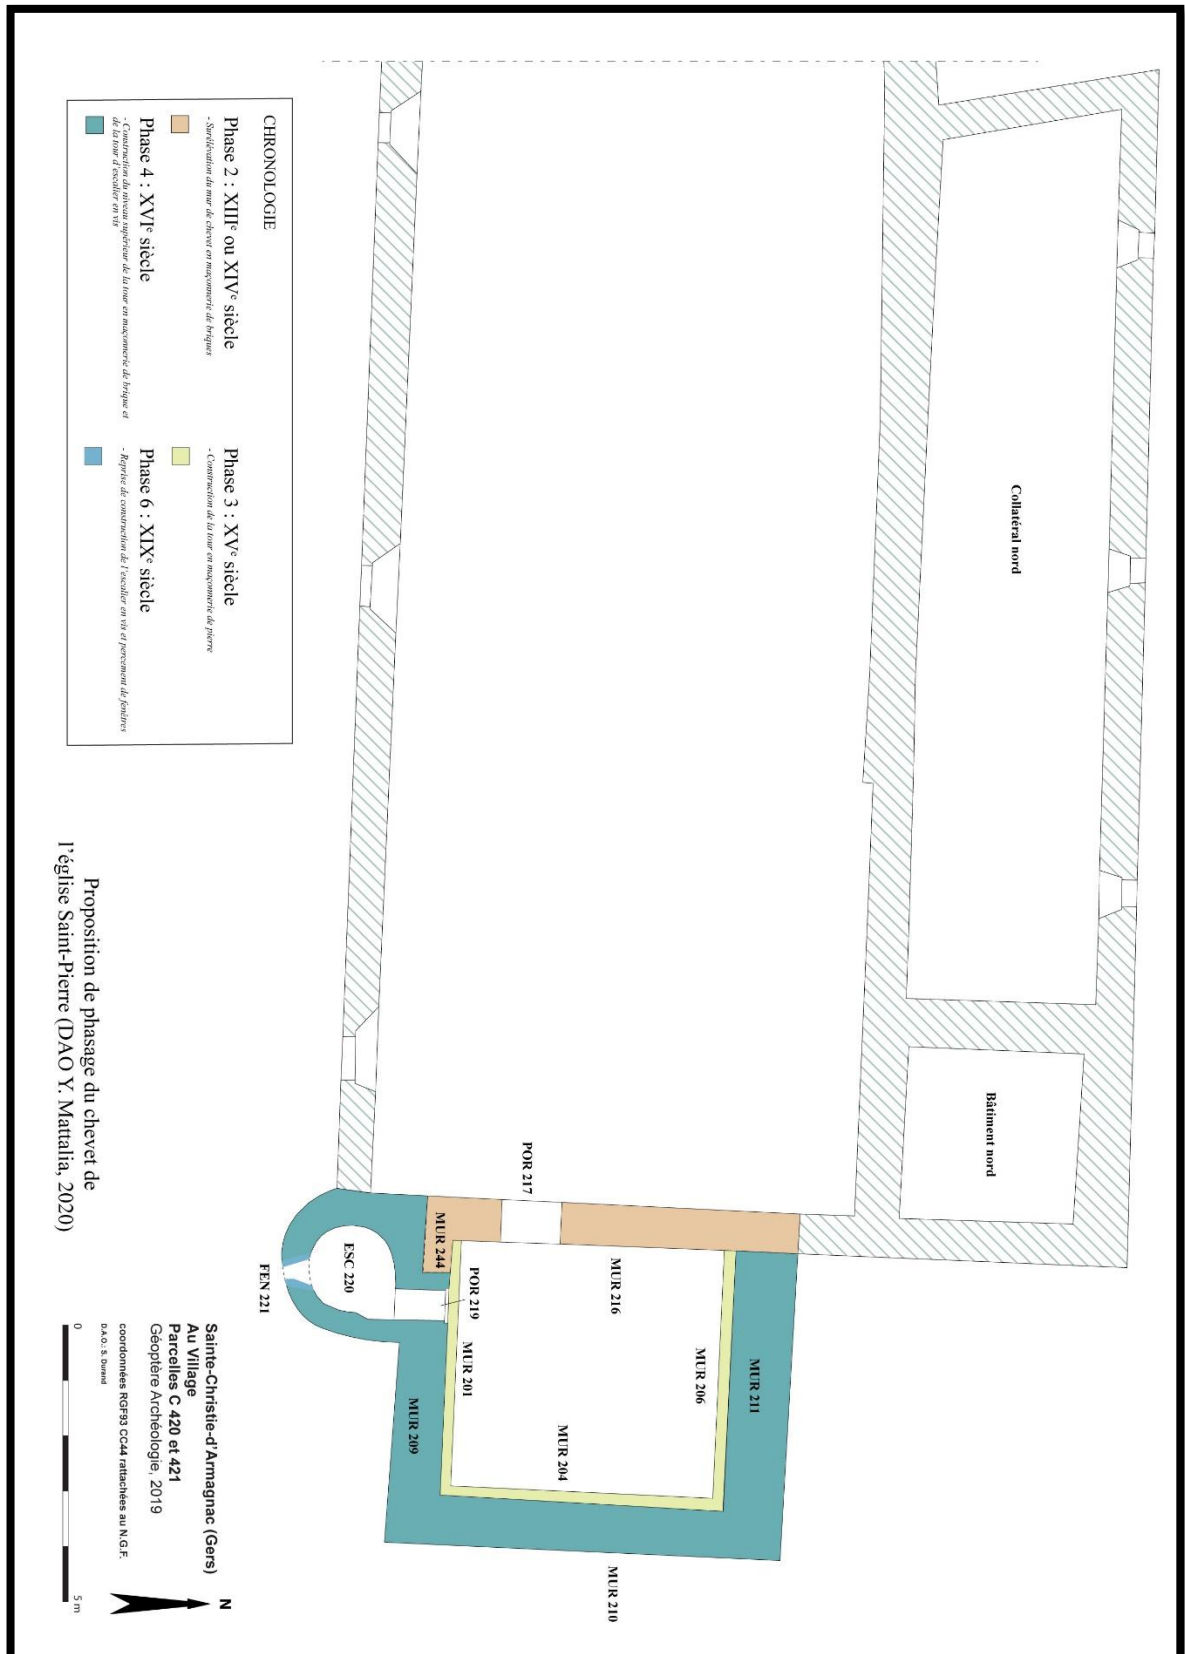 Collatéral nord
Bâtiment nord
POR 217
MUR 244
MUR 216
ESC 220
FEN 221
POR 219
MUR 201
MUR 206
MUR 211
MUR 209
MUR 204
MUR 210
CHRONOLOGIE
Phase 2 : XIIIe ou XIVe siècle
- Surélévation du mur de chevet en maçonnerie de briques
Phase 3 : XVe siècle
- Construction de la tour en maçonnerie de pierre
Phase 4 : XVIe siècle
- Construction du niveau supérieur de la tour en maçonnerie de brique et
de la tour d'escalier en vis
Phase 6 : XIXe siècle
- Reprise de construction de l'escalier en vis et percement de fenêtres
Proposition de phasage du chevet de
l'église Saint-Pierre (DAO Y. Mattalia, 2020)
Sainte-Christie-d'Armagnac (Gers)
Au Village
Parcelles C 420 et 421
Géoptère Archéologie, 2019
coordonnées RGF93 CC44 rattachées au N.G.F.
D.A.O.: S. Durand
N
0
5 m